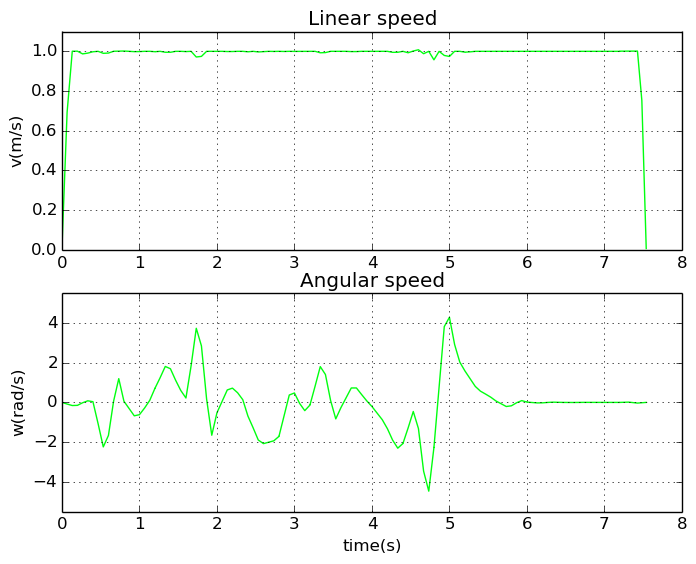 Linear speed
v(m/s)
1.0
0.8
0.6
0.4
0.2
0.0
0 1 2 3 4 5 6 7 8
Angular speed
w(rad/s)
4
2
0
−2
−4
0 1 2 3 4 5 6 7 8
time(s)